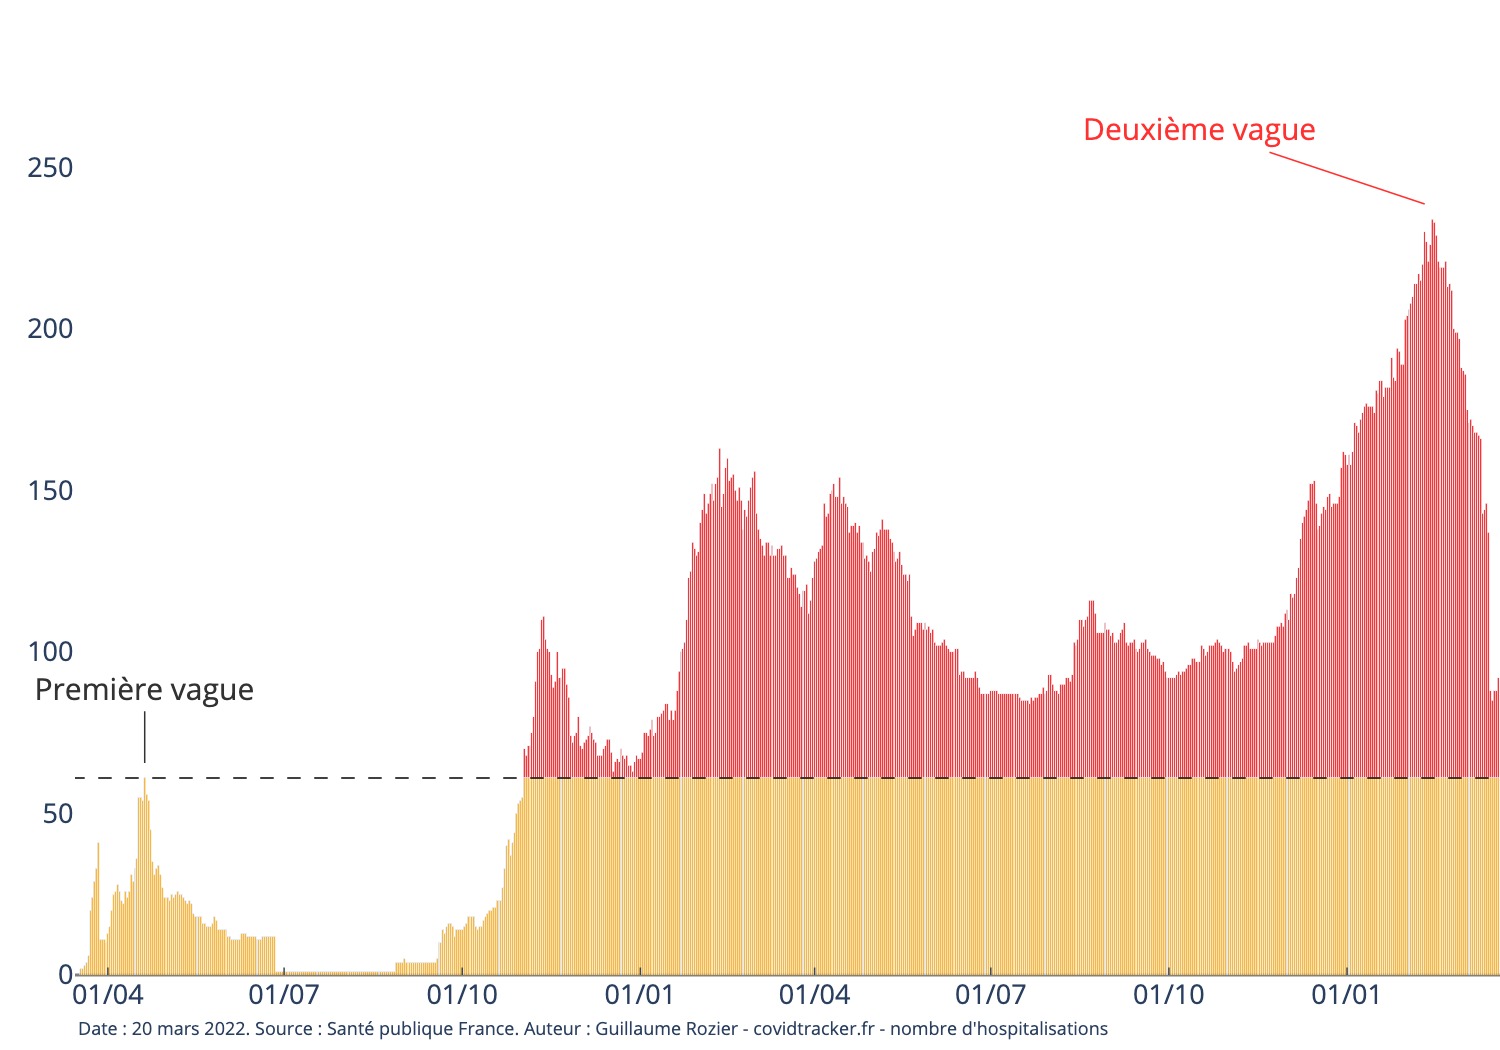 Deuxième vague
250
200
150
100
Première vague
50
0
01/04 01/07 01/10 01/01 01/04 01/07 01/10 01/01
Date : 20 mars 2022. Source : Santé publique France. Auteur : Guillaume Rozier - covidtracker.fr - nombre d'hospitalisations